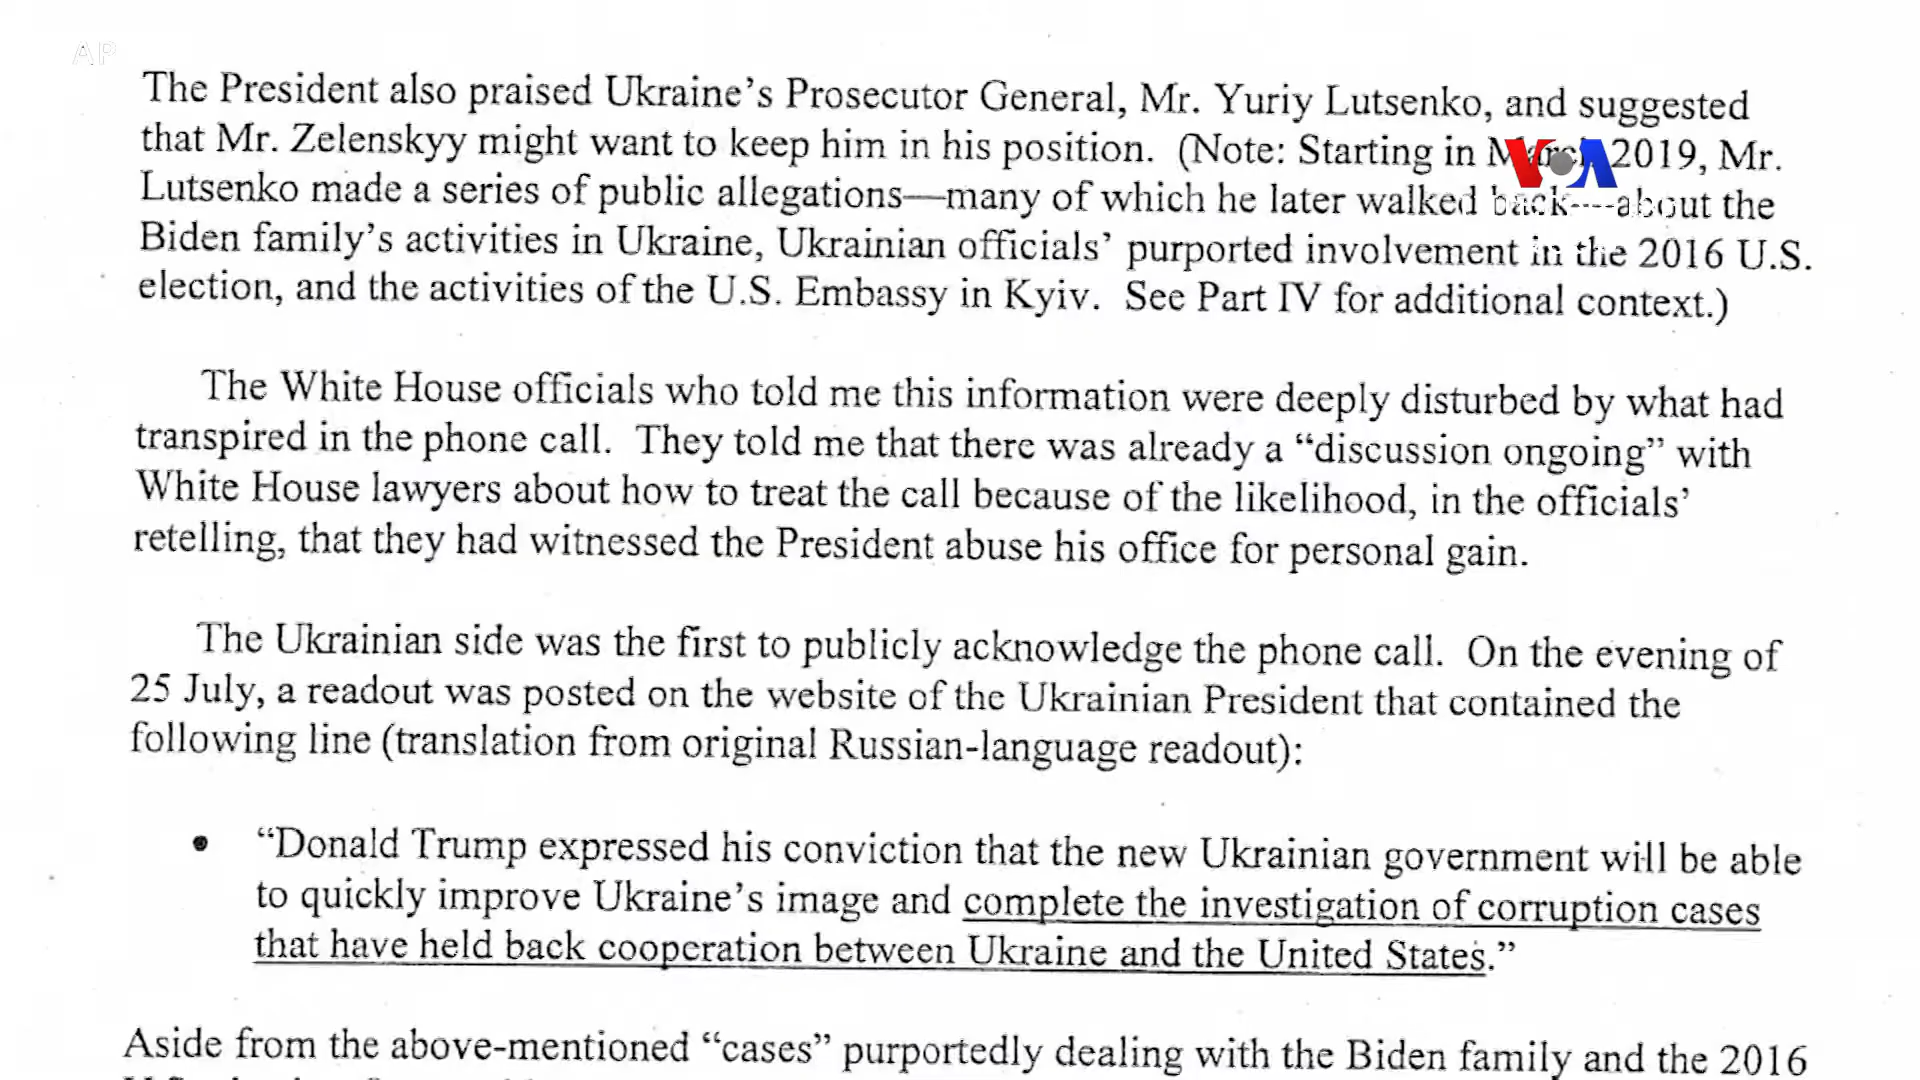 AP
The President also praised Ukraine’s Prosecutor General, Mr. Yuriy Lutsenko, and suggested
that Mr. Zelenskyy might want to keep him in his position. (Note: Starting in March 2019, Mr.
VOA
Lutsenko made a series of public allegations—many of which he later walked back—about the
Biden family’s activities in Ukraine, Ukrainian officials’ purported involvement in the 2016 U.S.
election, and the activities of the U.S. Embassy in Kyiv. See Part IV for additional context.)
The White House officials who told me this information were deeply disturbed by what had
transpired in the phone call. They told me that there was already a “discussion ongoing” with
White House lawyers about how to treat the call because of the likelihood, in the officials’
retelling, that they had witnessed the President abuse his office for personal gain.
The Ukrainian side was the first to publicly acknowledge the phone call. On the evening of
25 July, a readout was posted on the website of the Ukrainian President that contained the
following line (translation from original Russian-language readout):
• “Donald Trump expressed his conviction that the new Ukrainian government will be able
to quickly improve Ukraine’s image and complete the investigation of corruption cases
that have held back cooperation between Ukraine and the United States.”
Aside from the above-mentioned “cases” purportedly dealing with the Biden family and the 2016